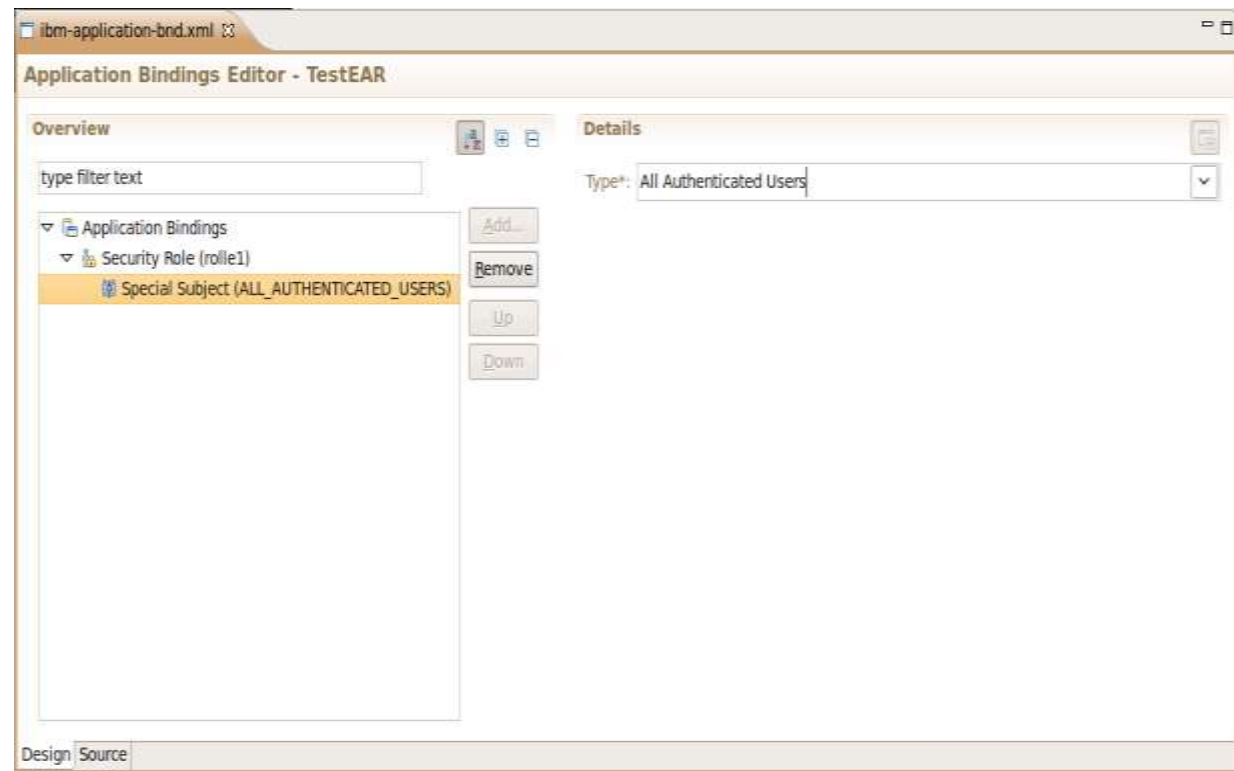 ibm-application-bnd.xml
Application Bindings Editor - TestEAR
Overview
type filter text
Application Bindings
Security Role (rolle1)
Special Subject (ALL_AUTHENTICATED_USERS)
Add...
Remove
Up
Down
Details
Type*: All Authenticated Users
Design Source